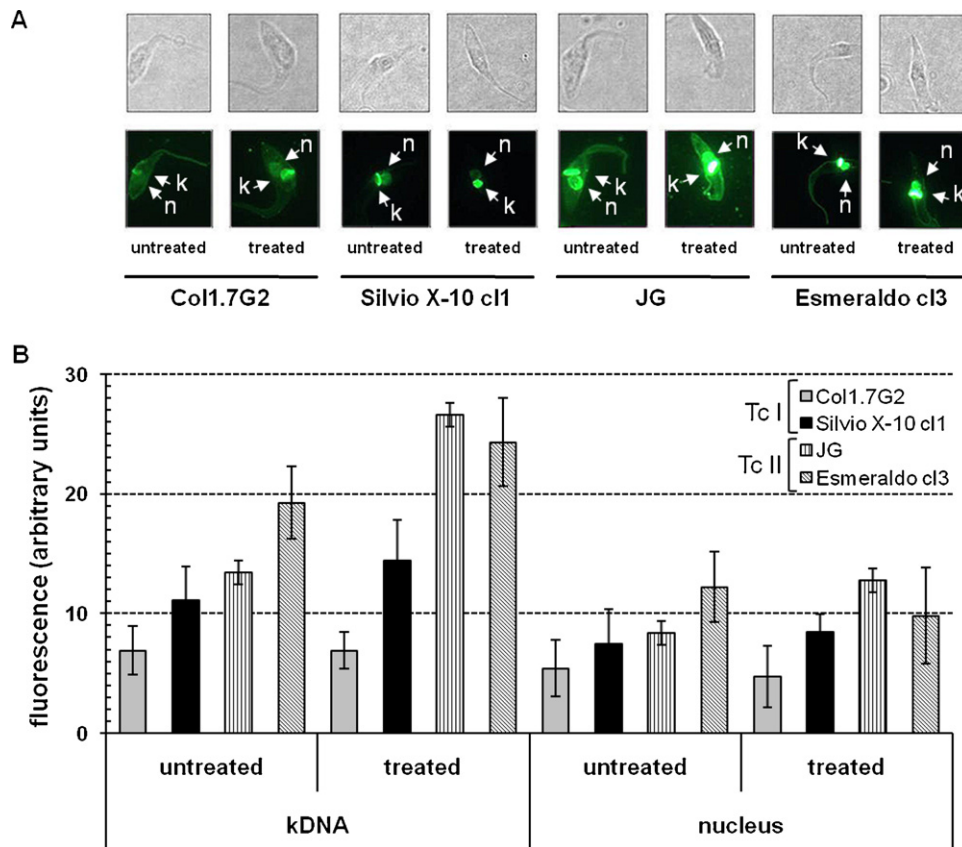 A
n
n
n
n
k
n
k
k
k
n
k
k
n
k
n
k
untreated treated untreated treated untreated treated untreated treated
Col1.7G2 Silvio X-10 cl1 JG Esmeraldo cl3
B
fluorescence (arbitrary units)
30
20
10
0
Tc I
Col1.7G2
Silvio X-10 cl1
Tc II
JG
Esmeraldo cl3
untreated treated untreated treated
kDNA nucleus